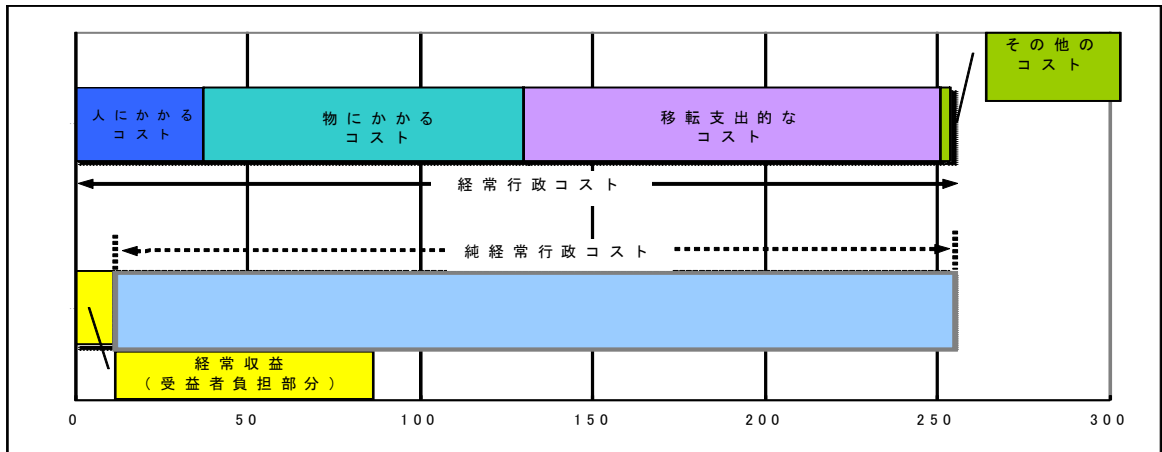 その他の
コスト
人にかかる
コスト
物にかかる
コスト
移転支出的な
コスト
経常行政コスト
純経常行政コスト
経常収益
（受益者負担部分）
0 50 100 150 200 250 300